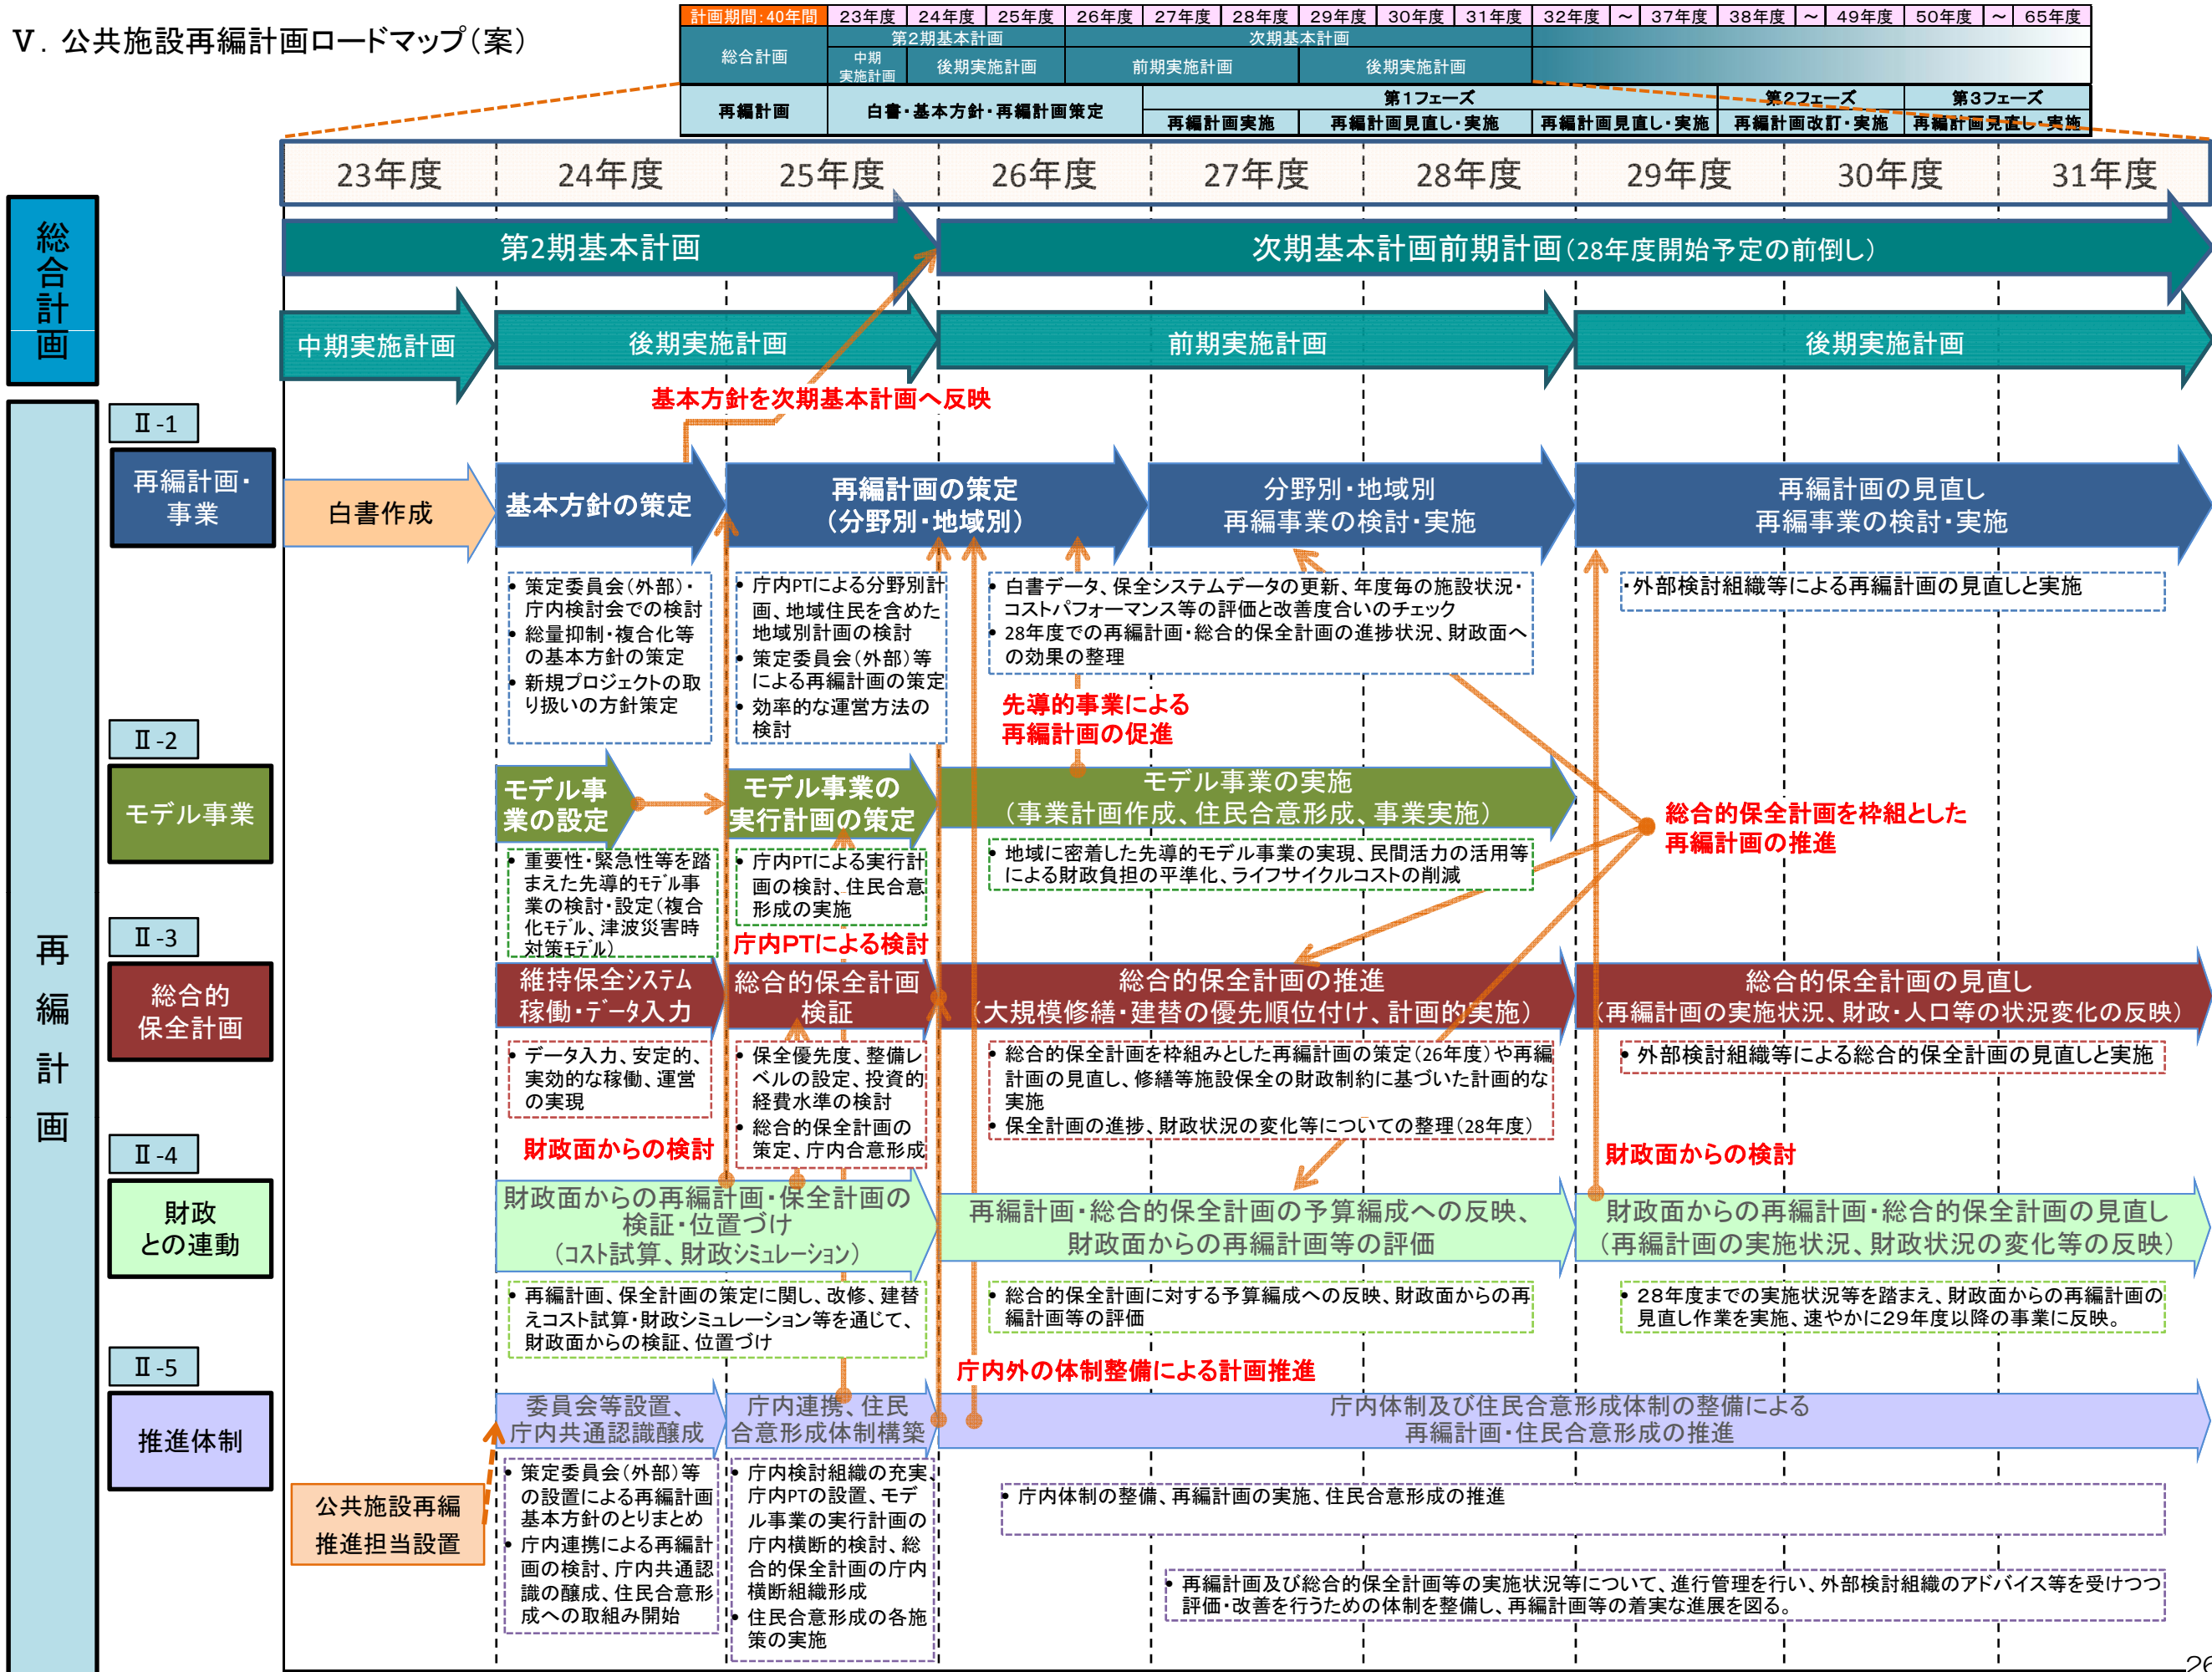 Ⅴ．公共施設再編計画ロードマップ（案）
計画期間：40年間 23年度 24年度 25年度 26年度 27年度 28年度 29年度 30年度 31年度 32年度 ～ 37年度 38年度 ～ 49年度 50年度 ～ 65年度
総合計画
第2期基本計画 次期基本計画
中期
実施計画
後期実施計画 前期実施計画 後期実施計画
再編計画
白書・基本方針・再編計画策定
第1フェーズ 第2フェーズ 第3フェーズ
再編計画実施 再編計画見直し・実施 再編計画見直し・実施 再編計画改訂・実施 再編計画見直し・実施
23年度 24年度 25年度 26年度 27年度 28年度 29年度 30年度 31年度
総合計画
第2期基本計画
次期基本計画前期計画（28年度開始予定の前倒し）
中期実施計画
後期実施計画
前期実施計画
後期実施計画
基本方針を次期基本計画へ反映
再編計画
Ⅱ-1
再編計画・
事業
白書作成
基本方針の策定
再編計画の策定
（分野別・地域別）
分野別・地域別
再編事業の検討・実施
再編計画の見直し
再編事業の検討・実施
• 策定委員会（外部）・
庁内検討会での検討
• 総量抑制・複合化等
の基本方針の策定
• 新規プロジェクトの取
り扱いの方針策定
• 庁内PTによる分野別計
画、地域住民を含めた
地域別計画の検討
• 策定委員会（外部）等
による再編計画の策定
• 効率的な運営方法の
検討
• 白書データ、保全システムデータの更新、年度毎の施設状況・
コストパフォーマンス等の評価と改善度合いのチェック
• 28年度での再編計画・総合的保全計画の進捗状況、財政面へ
の効果の整理
・外部検討組織等による再編計画の見直しと実施
先導的事業による
再編計画の促進
Ⅱ-2
モデル事業
モデル事
業の設定
モデル事業の
実行計画の策定
モデル事業の実施
（事業計画作成、住民合意形成、事業実施）
総合的保全計画を枠組とした
再編計画の推進
• 重要性・緊急性等を踏
まえた先導的モデル事
業の検討・設定（複合
化モデル、津波災害時
対策モデル）
• 庁内PTによる実行計
画の検討、住民合意
形成の実施
• 地域に密着した先導的モデル事業の実現、民間活力の活用等
による財政負担の平準化、ライフサイクルコストの削減
庁内PTによる検討
Ⅱ-3
総合的
保全計画
維持保全システム
稼働・データ入力
総合的保全計画
検証
総合的保全計画の推進
（大規模修繕・建替の優先順位付け、計画的実施）
総合的保全計画の見直し
（再編計画の実施状況、財政・人口等の状況変化の反映）
• データ入力、安定的、
実効的な稼働、運営
の実現
• 保全優先度、整備レ
ベルの設定、投資的
経費水準の検討
• 総合的保全計画の
策定、庁内合意形成
• 総合的保全計画を枠組みとした再編計画の策定（26年度）や再編
計画の見直し、修繕等施設保全の財政制約に基づいた計画的な
実施
• 保全計画の進捗、財政状況の変化等についての整理（28年度）
• 外部検討組織等による総合的保全計画の見直しと実施
財政面からの検討
財政面からの検討
Ⅱ-4
財政
との連動
財政面からの再編計画・保全計画の
検証・位置づけ
（コスト試算、財政シミュレーション）
再編計画・総合的保全計画の予算編成への反映、
財政面からの再編計画等の評価
財政面からの再編計画・総合的保全計画の見直し
（再編計画の実施状況、財政状況の変化等の反映）
• 再編計画、保全計画の策定に関し、改修、建替
えコスト試算・財政シミュレーション等を通じて、
財政面からの検証、位置づけ
• 総合的保全計画に対する予算編成への反映、財政面からの再
編計画等の評価
• 28年度までの実施状況等を踏まえ、財政面からの再編計画の
見直し作業を実施、速やかに29年度以降の事業に反映。
庁内外の体制整備による計画推進
Ⅱ-5
推進体制
委員会等設置、
庁内共通認識醸成
庁内連携、住民
合意形成体制構築
庁内体制及び住民合意形成体制の整備による
再編計画・住民合意形成の推進
公共施設再編
推進担当設置
• 策定委員会（外部）等
の設置による再編計画
基本方針のとりまとめ
• 庁内連携による再編計
画の検討、庁内共通認
識の醸成、住民合意形
成への取組み開始
• 庁内検討組織の充実、
庁内PTの設置、モデ
ル事業の実行計画の
庁内横断的検討、総
合的保全計画の庁内
横断組織形成
• 住民合意形成の各施
策の実施
• 庁内体制の整備、再編計画の実施、住民合意形成の推進
• 再編計画及び総合的保全計画等の実施状況等について、進行管理を行い、外部検討組織のアドバイス等を受けつつ
評価・改善を行うための体制を整備し、再編計画等の着実な進展を図る。
26